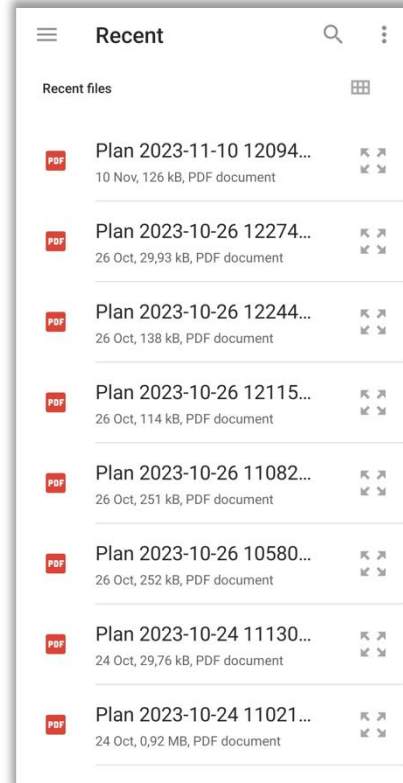 Recent
Recent files
PDF
Plan 2023-11-10 12094...
10 Nov, 126 kB, PDF document
PDF
Plan 2023-10-26 12274...
26 Oct, 29,93 kB, PDF document
PDF
Plan 2023-10-26 12244...
26 Oct, 138 kB, PDF document
PDF
Plan 2023-10-26 12115...
26 Oct, 114 kB, PDF document
PDF
Plan 2023-10-26 11082...
26 Oct, 251 kB, PDF document
PDF
Plan 2023-10-26 10580...
26 Oct, 252 kB, PDF document
PDF
Plan 2023-10-24 11130...
24 Oct, 29,76 kB, PDF document
PDF
Plan 2023-10-24 11021...
24 Oct, 0,92 MB, PDF document